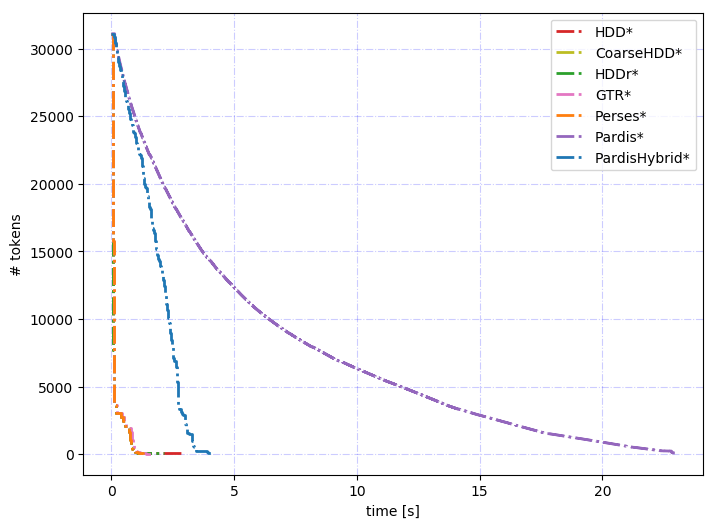 HDD*
CoarseHDD*
HDDr*
GTR*
Perses*
Pardis*
PardisHybrid*
# tokens
30000
25000
20000
15000
10000
5000
0
0 5 10 15 20
time [s]